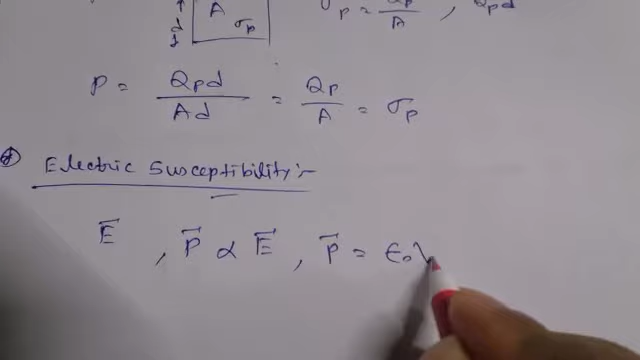 A σp σp = Qp/A , Qpd
d
P = Qpd/Ad = Qp/A = σp
Electric Susceptibility :-
E⃗ , P⃗ ∝ E⃗ , P⃗ = ϵ₀